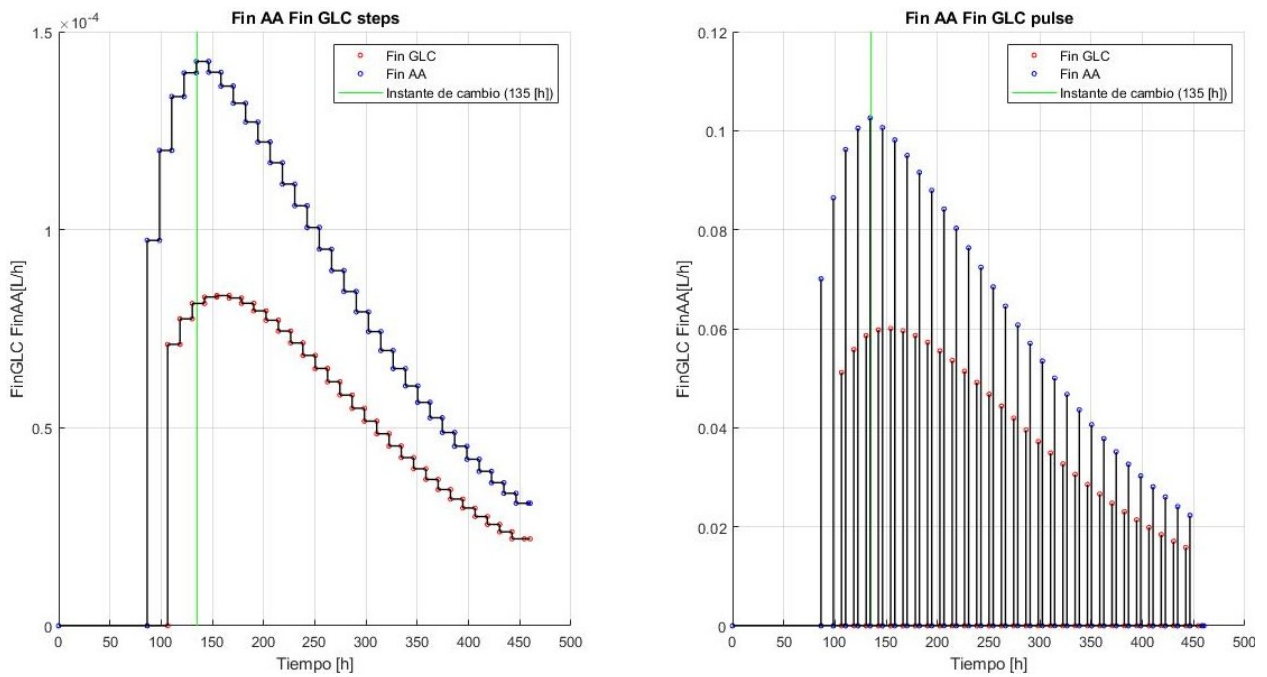 Fin AA Fin GLC steps
×10⁻⁴
1.5
1
0.5
0
Fin GLC
Fin AA
Instante de cambio (135 [h])
FinGLC FinAA[L/h]
0 50 100 150 200 250 300 350 400 450 500
Tiempo [h]
Fin AA Fin GLC pulse
0.12
0.1
0.08
0.06
0.04
0.02
0
Fin GLC
Fin AA
Instante de cambio (135 [h])
FinGLC FinAA[L/h]
0 50 100 150 200 250 300 350 400 450 500
Tiempo [h]